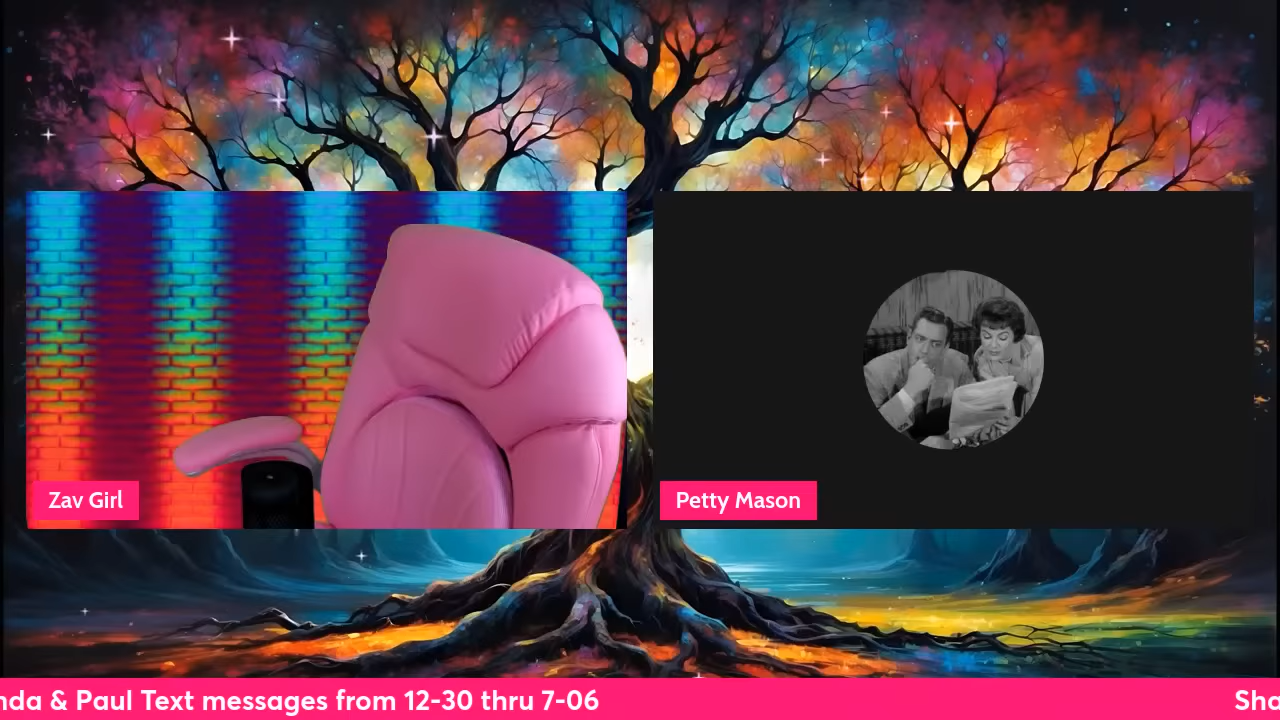 Zav Girl
Petty Mason
nda & Paul Text messages from 12-30 thru 7-06
Sha